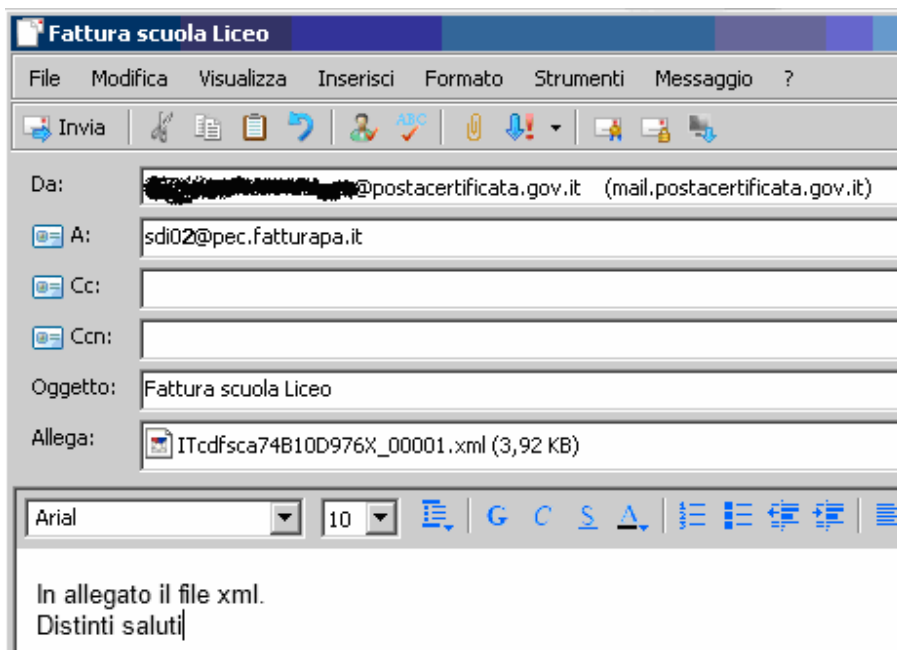 Fattura scuola Liceo
File Modifica Visualizza Inserisci Formato Strumenti Messaggio ?
Invia ABC
Da: @postacertificata.gov.it (mail.postacertificata.gov.it)
A: sdi02@pec.fatturapa.it
Cc:
Ccn:
Oggetto: Fattura scuola Liceo
Allega: ITcdfsca74B10D976X_00001.xml (3,92 KB)
Arial 10 G C S A
In allegato il file xml.
Distinti saluti